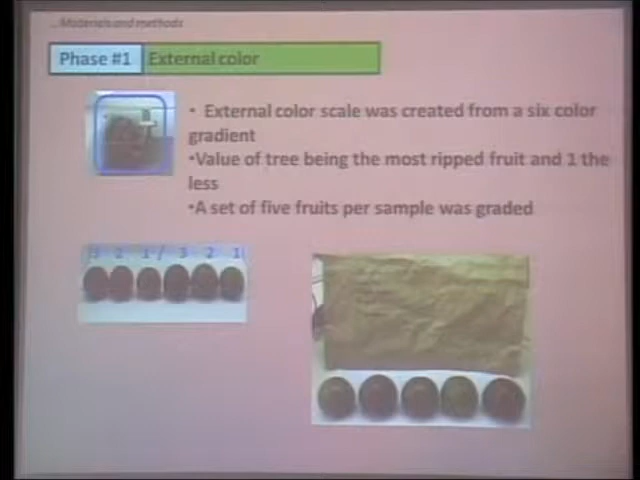 ...Materials and methods
Phase #1 External color
• External color scale was created from a six color
gradient
•Value of tree being the most ripped fruit and 1 the
less
•A set of five fruits per sample was graded
3 2 1 / 3 2 1